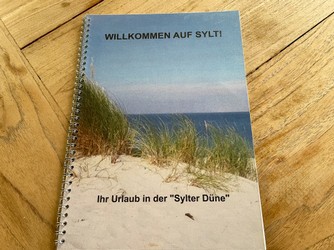 WILLKOMMEN AUF SYLT!
Ihr Urlaub in der "Sylter Düne"